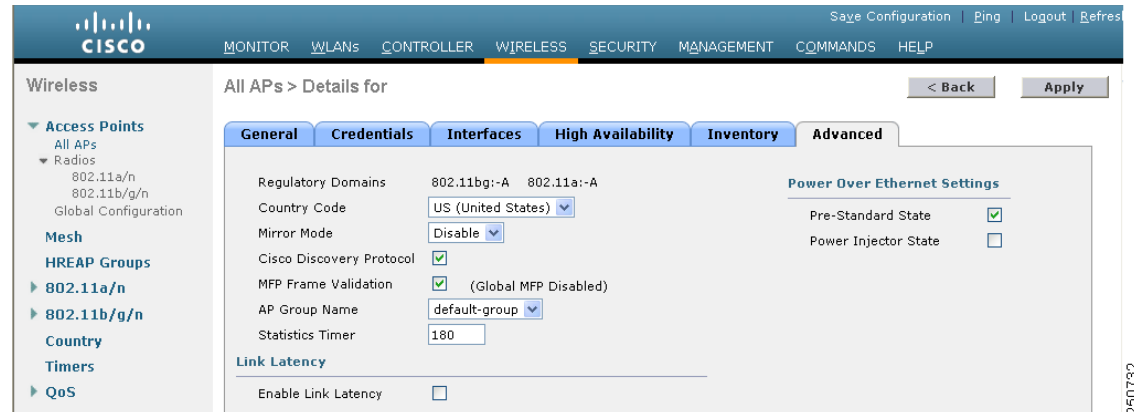 Save Configuration | Ping | Logout | Refres
CISCO
MONITOR WLANs CONTROLLER WIRELESS SECURITY MANAGEMENT COMMANDS HELP
Wireless
All APs > Details for
< Back
Apply
Access Points
All APs
Radios
802.11a/n
802.11b/g/n
Global Configuration
Mesh
HREAP Groups
802.11a/n
802.11b/g/n
Country
Timers
QoS
General Credentials Interfaces High Availability Inventory Advanced
Regulatory Domains 802.11bg:-A 802.11a:-A
Country Code US (United States)
Mirror Mode Disable
Cisco Discovery Protocol
MFP Frame Validation (Global MFP Disabled)
AP Group Name default-group
Statistics Timer 180
Link Latency
Enable Link Latency
Power Over Ethernet Settings
Pre-Standard State
Power Injector State
250732